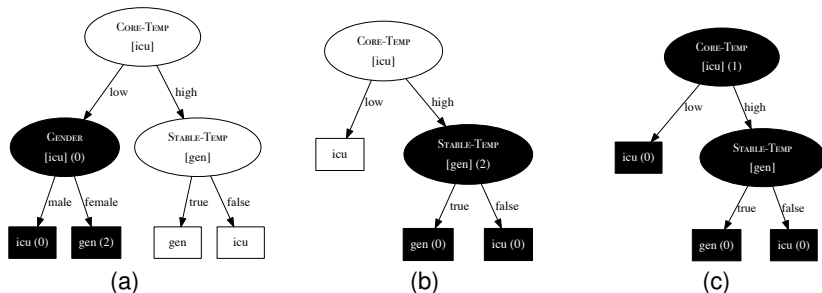 CORE-TEMP
[icu]
low
high
GENDER
[icu] (0)
STABLE-TEMP
[gen]
male
female
true
false
icu (0)
gen (2)
gen
icu
(a)
CORE-TEMP
[icu]
low
high
icu
STABLE-TEMP
[gen] (2)
true
false
gen (0)
icu (0)
(b)
CORE-TEMP
[icu] (1)
low
high
icu (0)
STABLE-TEMP
[gen]
true
false
gen (0)
icu (0)
(c)